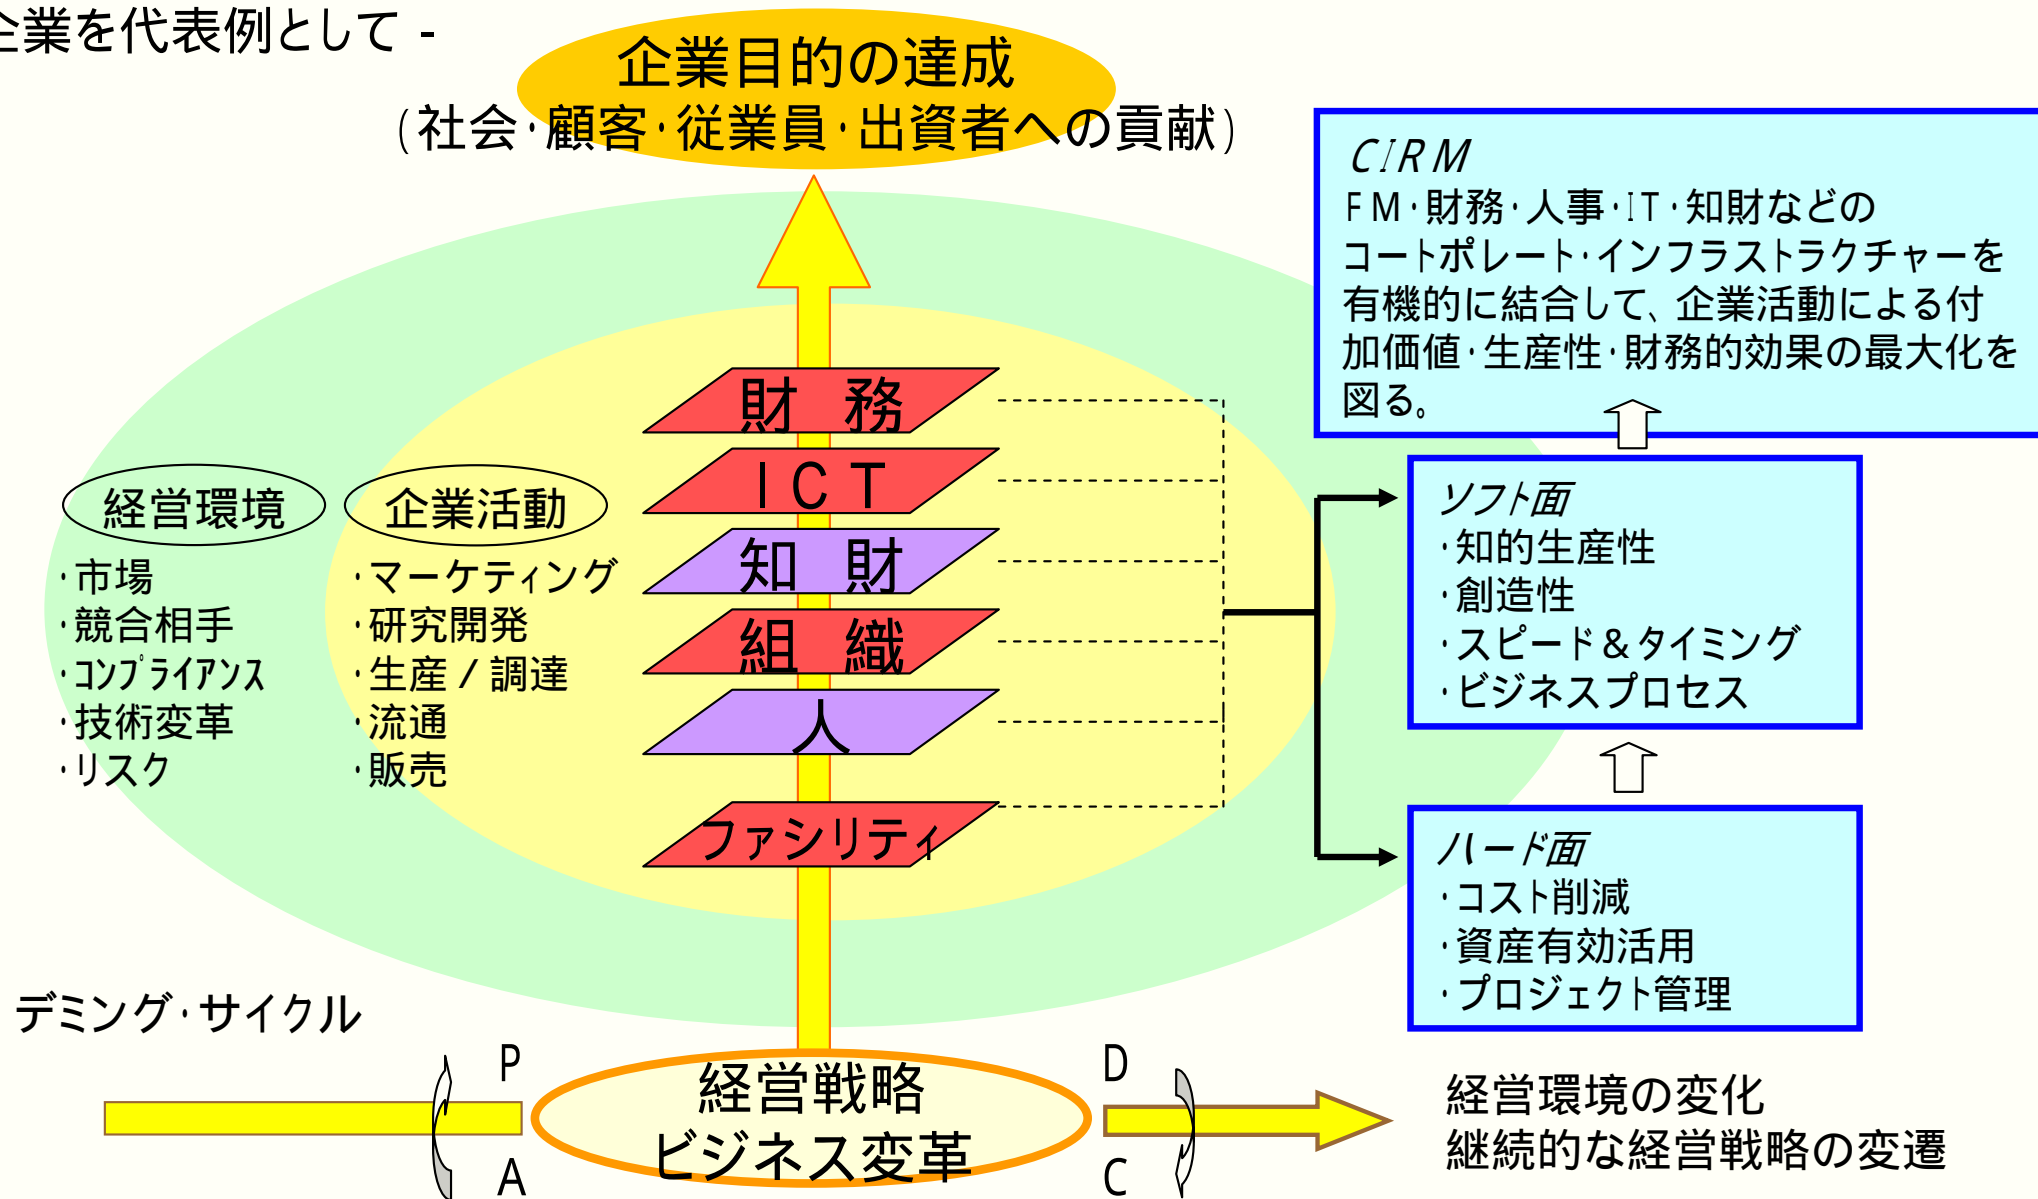 企業を代表例として -
企業目的の達成
(社会･顧客･従業員･出資者への貢献)
CIRM
FM･財務･人事･IT･知財などの
コートポレート･インフラストラクチャーを
有機的に結合して、企業活動による付
加価値･生産性･財務的効果の最大化を
図る。
財 務
ICT
知 財
組 織
人
ファシリティ
経営環境
･市場
･競合相手
･ｺﾝﾌﾟﾗｲｱﾝｽ
･技術変革
･リスク
企業活動
･マーケティング
･研究開発
･生産/調達
･流通
･販売
ソフト面
･知的生産性
･創造性
･スピード＆タイミング
･ビジネスプロセス
ハード面
･コスト削減
･資産有効活用
･プロジェクト管理
デミング･サイクル
P
A
経営戦略
ビジネス変革
D
C
経営環境の変化
継続的な経営戦略の変遷